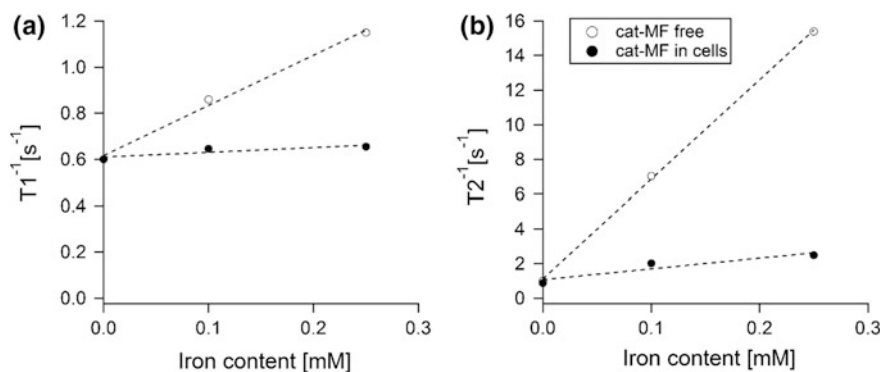 (a)
1.2
1.0
0.8
0.6
0.4
0.2
0.0
T1⁻¹[s⁻¹]
0.0 0.1 0.2 0.3
Iron content [mM]
(b)
16
14
12
10
8
6
4
2
0
T2⁻¹[s⁻¹]
cat-MF free
cat-MF in cells
0.0 0.1 0.2 0.3
Iron content [mM]